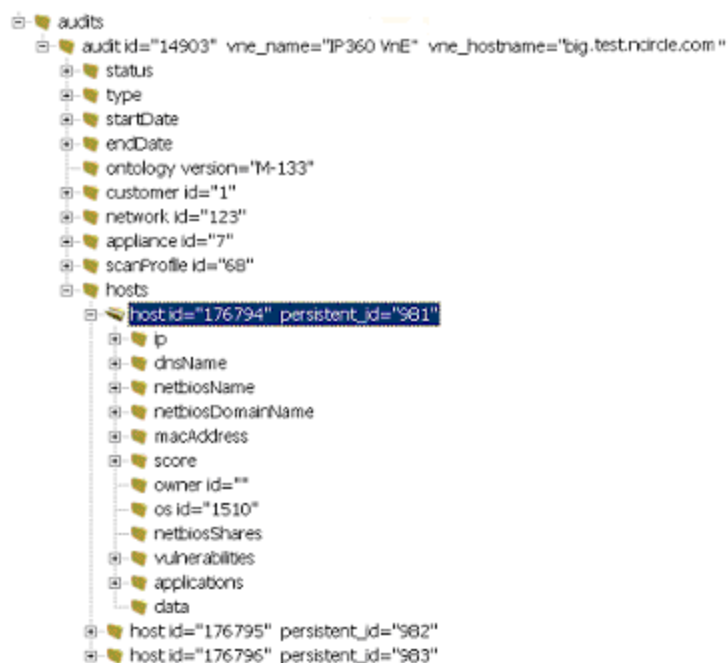 audits
audit id="14903" vne_name="IP360 VnE" vne_hostname="big.test.ncircle.com"
status
type
startDate
endDate
ontology version="M-133"
customer id="1"
network id="123"
appliance id="7"
scanProfile id="68"
hosts
host id="176794" persistent_id="981"
ip
dnsName
netbiosName
netbiosDomainName
macAddress
score
owner id=""
os id="1510"
netbiosShares
vulnerabilities
applications
data
host id="176795" persistent_id="982"
host id="176796" persistent_id="983"